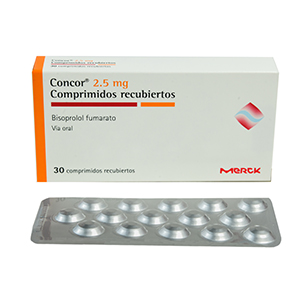 Concor® 2.5 mg
Comprimidos recubiertos
Bisoprolol fumarato
Vía oral
30 comprimidos recubiertos
MERCK